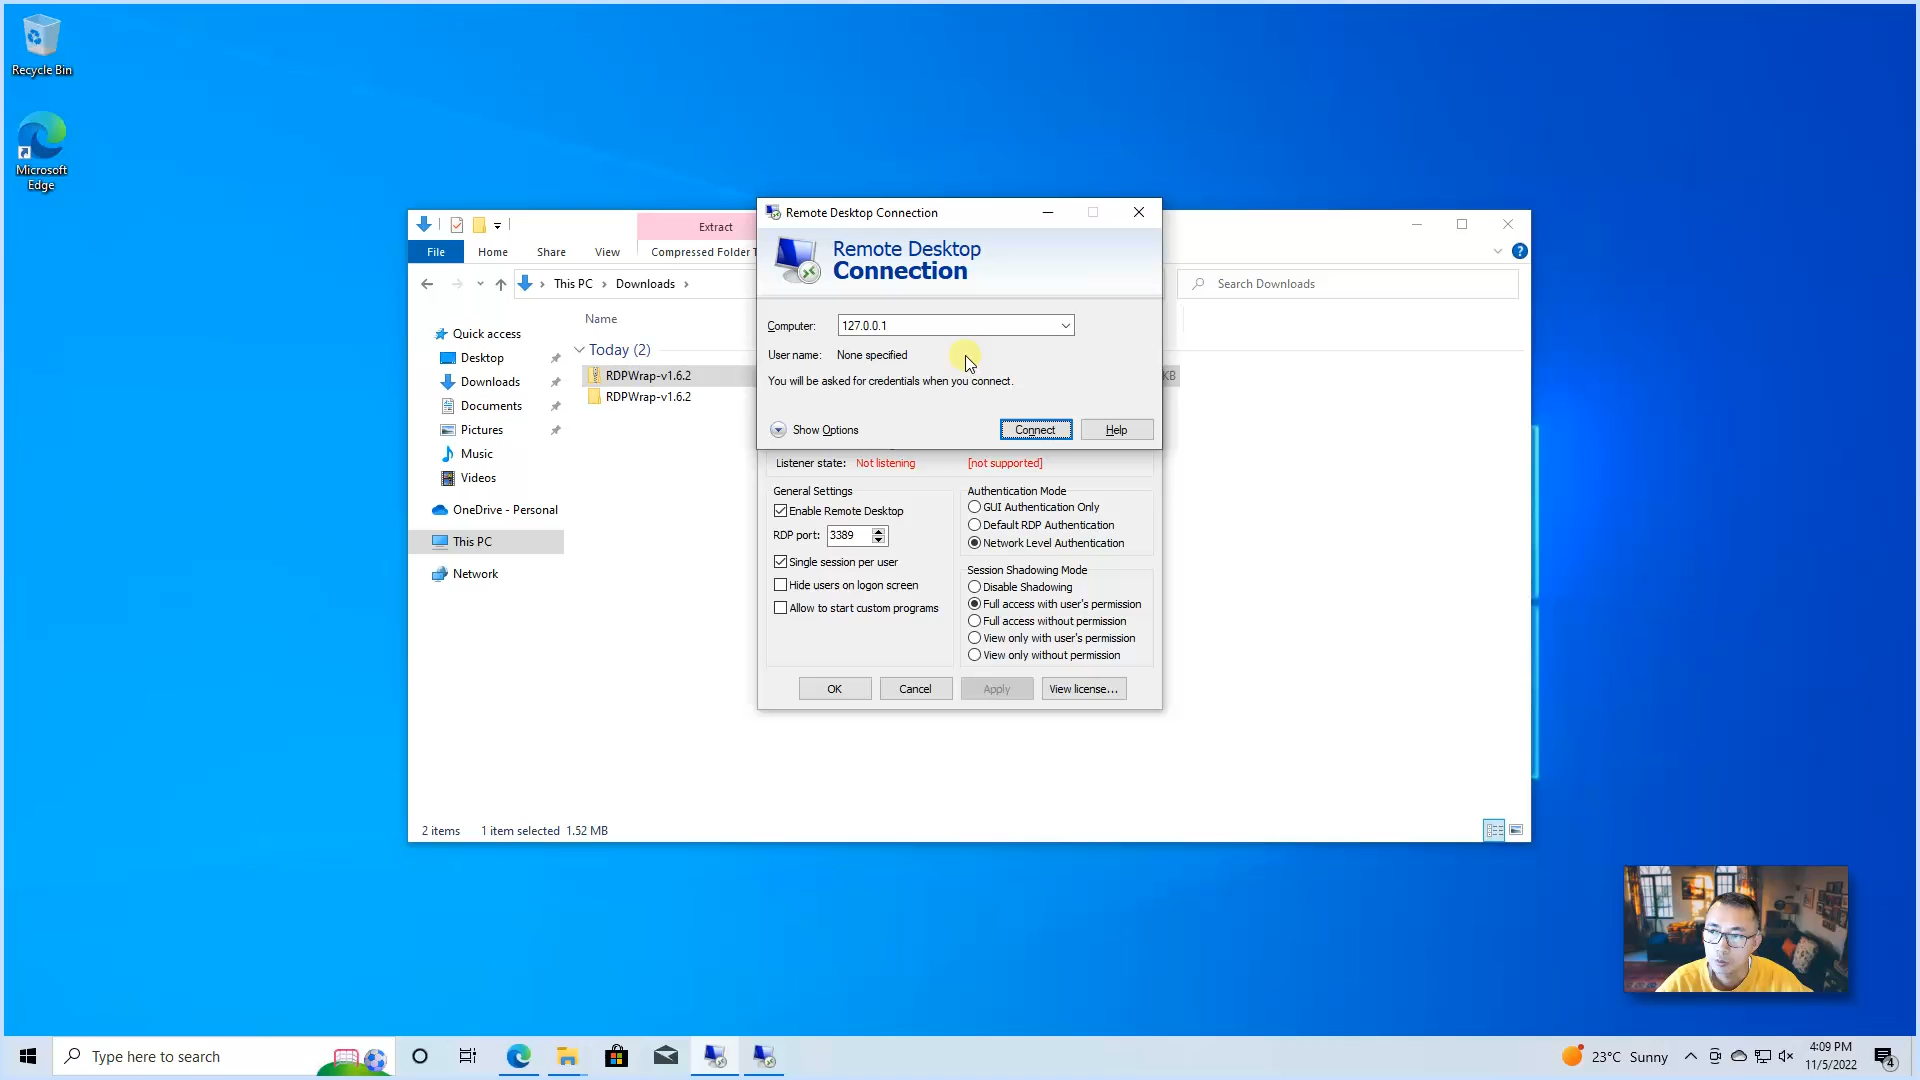 Recycle Bin
Microsoft
Edge
Extract
File
Home
Share
View
Compressed Folder T
This PC
Downloads
Search Downloads
Name
Quick access
Desktop
Downloads
Documents
Pictures
Music
Videos
OneDrive - Personal
This PC
Network
Today (2)
RDPWrap-v1.6.2
RDPWrap-v1.6.2
KB
2 items
1 item selected 1.52 MB
Remote Desktop Connection
Remote Desktop
Connection
Computer:
127.0.0.1
User name:
None specified
You will be asked for credentials when you connect.
Show Options
Connect
Help
Listener state:
Not listening
[not supported]
General Settings
Enable Remote Desktop
RDP port:
3389
Single session per user
Hide users on logon screen
Allow to start custom programs
Authentication Mode
GUI Authentication Only
Default RDP Authentication
Network Level Authentication
Session Shadowing Mode
Disable Shadowing
Full access with user's permission
Full access without permission
View only with user's permission
View only without permission
OK
Cancel
Apply
View license...
Type here to search
23°C Sunny
4:09 PM
11/5/2022
4